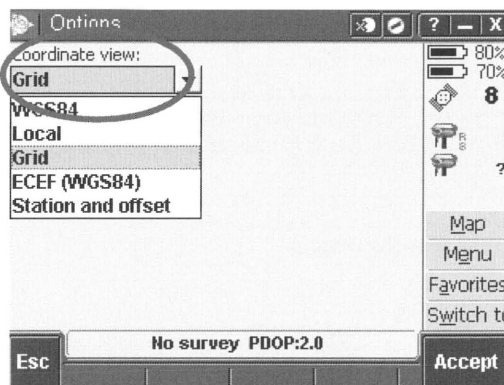 Options
? – X
Coordinate view:
Grid
WGS84
Local
Grid
ECEF (WGS84)
Station and offset
80%
70%
8
R
S
?
Map
Menu
Favorites
Switch to
No survey PDOP:2.0
Esc
Accept